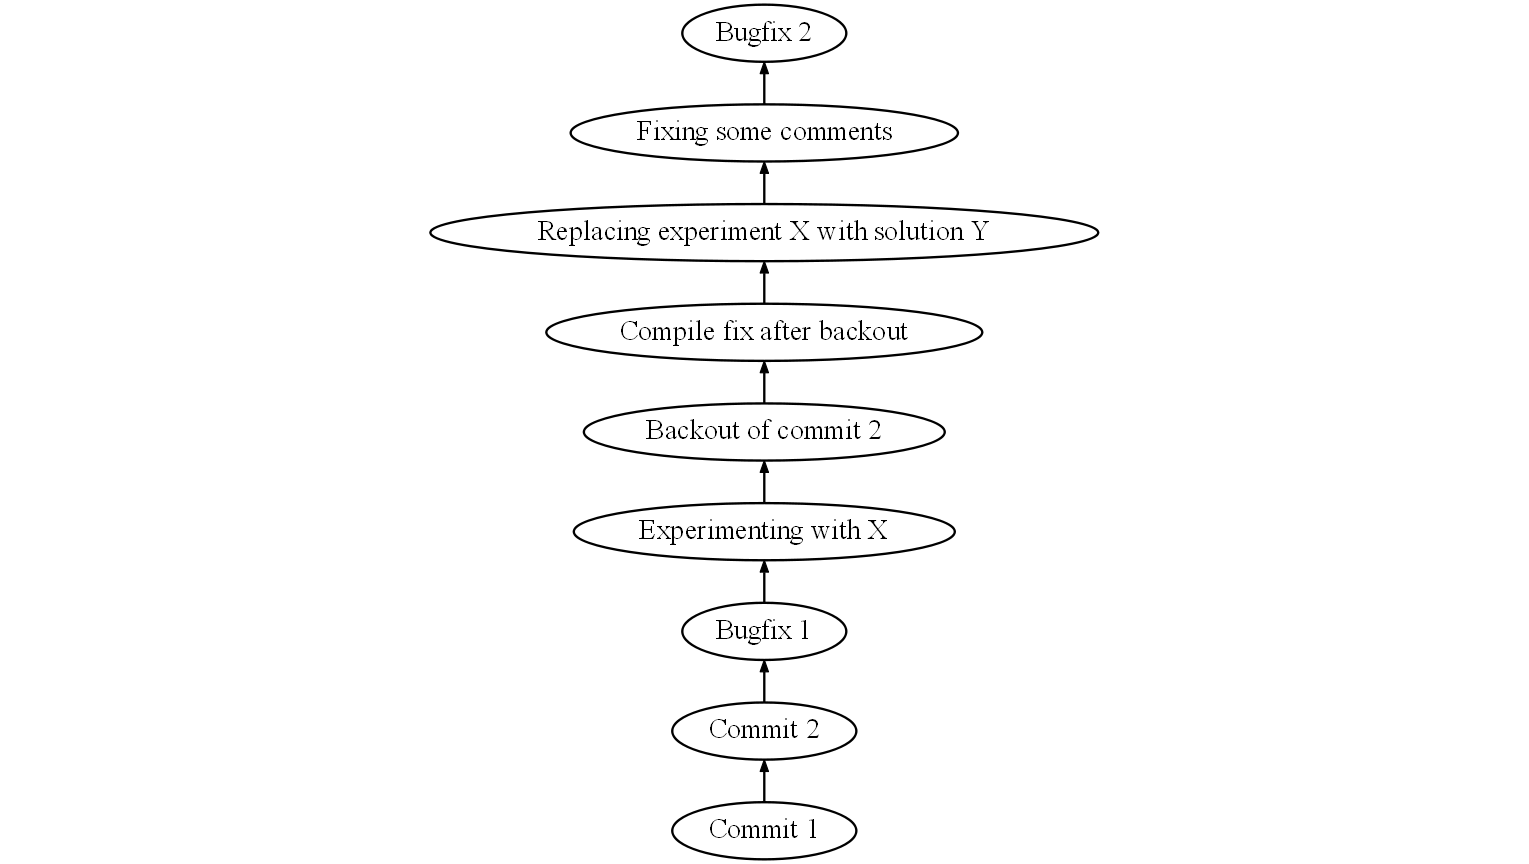 Bugfix 2
Fixing some comments
Replacing experiment X with solution Y
Compile fix after backout
Backout of commit 2
Experimenting with X
Bugfix 1
Commit 2
Commit 1